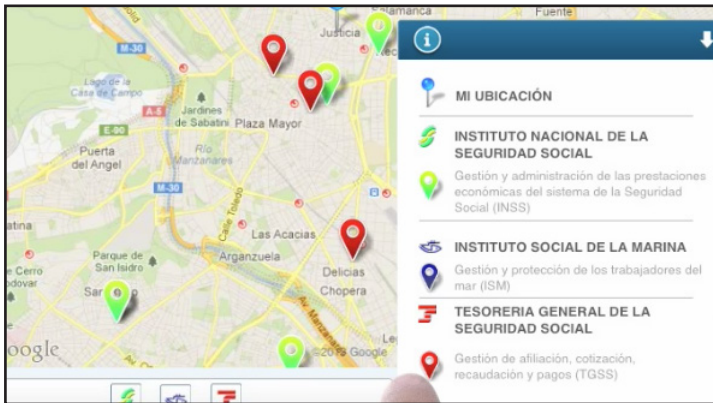 Salamanca
Fuente
Justicia
M-30
Lago de la
Casa de Campo
A-5
Jardines
de Sabatini
Plaza Mayor
E-90
Puerta
del Angel
Río
Manzanares
M-30
Calle Toledo
Las Acacias
Arganzuela
Parque de
San Isidro
Delicias
Chopera
Av. Manzanares
©2013 Google
MI UBICACIÓN
INSTITUTO NACIONAL DE LA
SEGURIDAD SOCIAL
Gestión y administración de las prestaciones
económicas del sistema de la Seguridad
Social (INSS)
INSTITUTO SOCIAL DE LA MARINA
Gestión y protección de los trabajadores del
mar (ISM)
TESORERIA GENERAL DE LA
SEGURIDAD SOCIAL
Gestión de afiliación, cotización,
recaudación y pagos (TGSS)